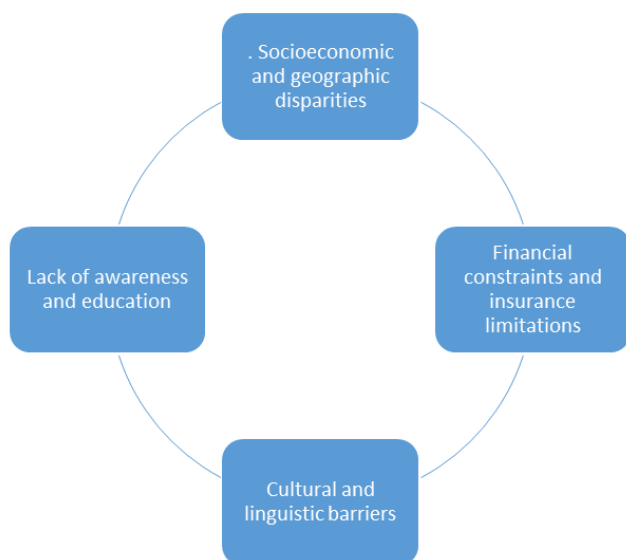 . Socioeconomic
and geographic
disparities
Financial
constraints and
insurance
limitations
Cultural and
linguistic barriers
Lack of awareness
and education